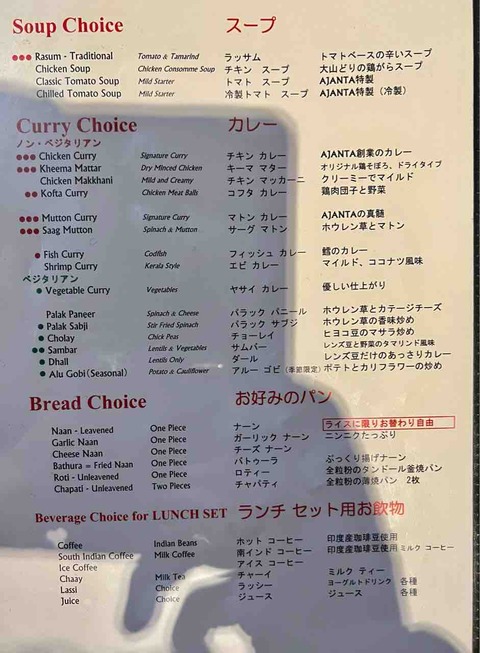 Soup Choice スープ
Rasum - Traditional Tomato & Tamarind ラッサム トマトベースの辛いスープ
Chicken Soup Chicken Consomme Soup チキン スープ 大山どりの鶏がらスープ
Classic Tomato Soup Mild Starter トマト スープ AJANTA特製
Chilled Tomato Soup Mild Starter 冷製トマト スープ AJANTA特製（冷製）
Curry Choice カレー
ノン・ベジタリアン
Chicken Curry Signature Curry チキン カレー AJANTA創業のカレー
Kheema Mattar Dry Minced Chicken キーマ マター オリジナル鶏そぼろ、ドライタイプ
Chicken Makkhani Mild and Creamy チキン マッカーニ クリーミーでマイルド
Kofta Curry Chicken Meat Balls コフタ カレー 鶏肉団子と野菜
Mutton Curry Signature Curry マトン カレー AJANTAの真髄
Saag Mutton Spinach & Mutton サーグ マトン ホウレン草とマトン
Fish Curry Codfish フィッシュ カレー 鱈のカレー
Shrimp Curry Kerala Style エビ カレー マイルド、ココナツ風味
ベジタリアン
Vegetable Curry Vegetables ヤサイ カレー 優しい仕上がり
Palak Paneer Spinach & Cheese パラック パニール ホウレン草とカテージチーズ
Palak Sabji Stir Fried Spinach パラック サブジ ホウレン草の香味炒め
Cholay Chick Peas チョーレイ ヒヨコ豆のマサラ炒め
Sambar Lentils & Vegetables サムバー レンズ豆と野菜のタマリンド風味
Dhall Lentils Only ダール レンズ豆だけのあっさりカレー
Alu Gobi (Seasonal) Potato & Cauliflower アルー ゴビ（季節限定）ポテトとカリフラワーの炒め
Bread Choice お好みのパン
ライスに限りお替わり自由
Naan - Leavened One Piece ナーン
Garlic Naan One Piece ガーリック ナーン ニンニクたっぷり
Cheese Naan One Piece チーズ ナーン
Bathura = Fried Naan One Piece バトゥーラ ぷっくり揚げナーン
Roti - Unleavened One Piece ロティー 全粒粉のタンドール釜焼パン
Chapati - Unleavened Two Pieces チャパティ 全粒粉の薄焼パン 2枚
Beverage Choice for LUNCH SET ランチ セット用お飲物
Coffee Indian Beans ホット コーヒー 印度産珈琲豆使用
South Indian Coffee Milk Coffee 南インド コーヒー 印度産珈琲豆使用 ミルク コーヒー
Ice Coffee アイス コーヒー
Chaay Milk Tea チャーイ ミルク ティー
Lassi Choice ラッシー ヨーグルトドリンク 各種
Juice Choice ジュース ジュース 各種